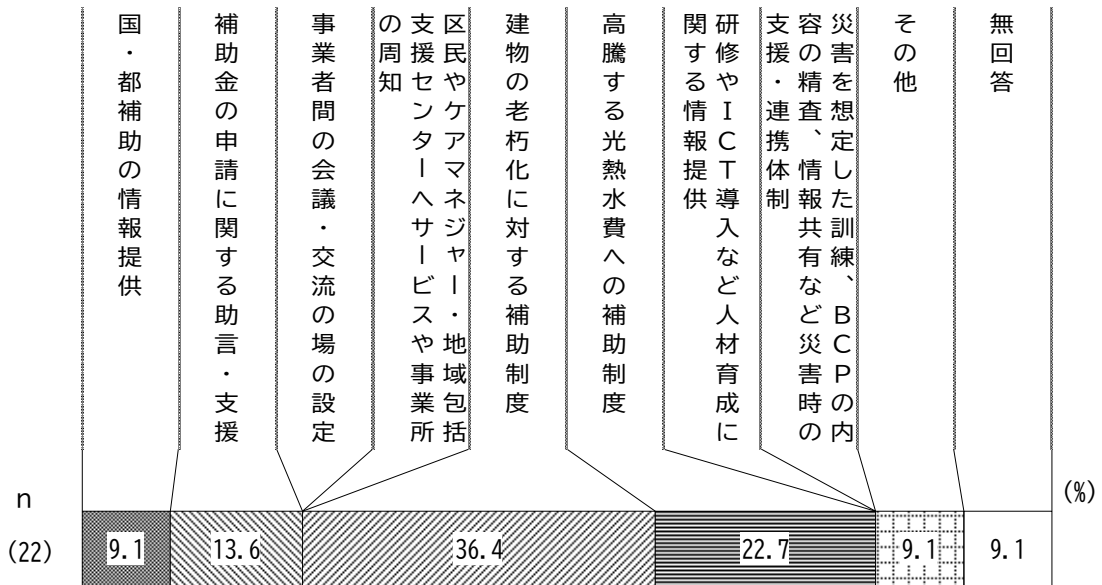 国・都補助の情報提供
補助金の申請に関する助言・支援
事業者間の会議・交流の場の設定
区民やケアマネジャー・地域包括
支援センターへサービスや事業所
の周知
建物の老朽化に対する補助制度
高騰する光熱水費への補助制度
研修やＩＣＴ導入など人材育成に
関する情報提供
災害を想定した訓練、ＢＣＰの内
容の精査、情報共有など災害時の
支援・連携体制
その他
無回答
n
(%)
(22)
9.1
13.6
36.4
22.7
9.1
9.1